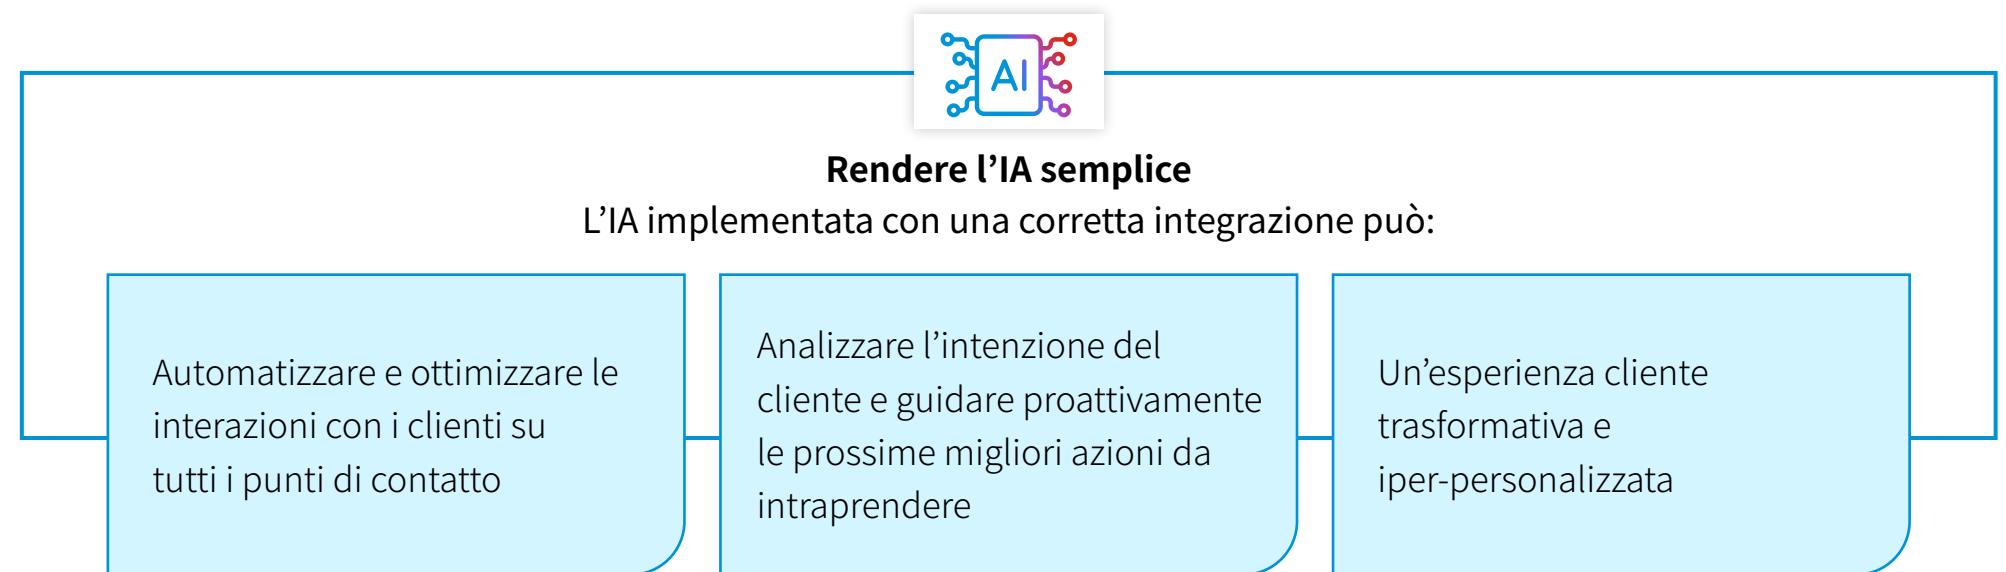 AI
Rendere l’IA semplice
L’IA implementata con una corretta integrazione può:
Automatizzare e ottimizzare le
interazioni con i clienti su
tutti i punti di contatto
Analizzare l’intenzione del
cliente e guidare proattivamente
le prossime migliori azioni da
intraprendere
Un’esperienza cliente
trasformativa e
iper-personalizzata